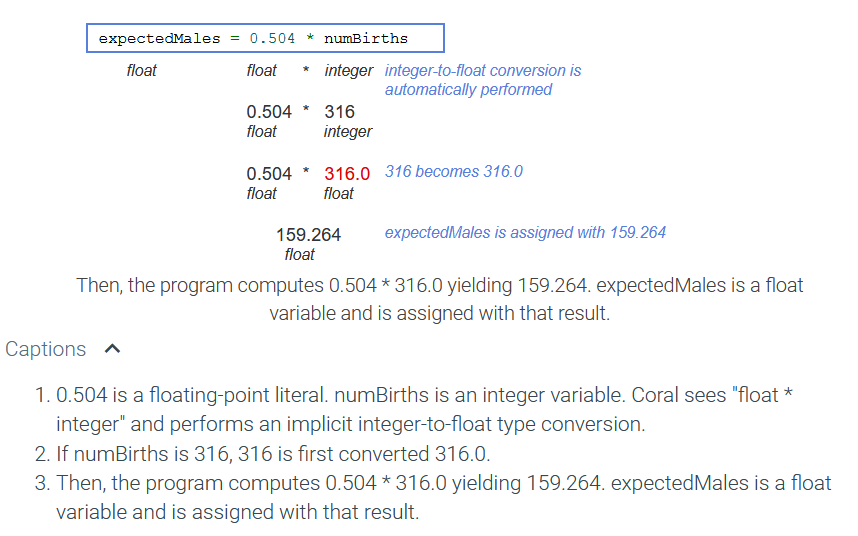 expectedMales = 0.504 * numBirths
float float * integer integer-to-float conversion is
automatically performed
0.504 * 316
float integer
0.504 * 316.0 316 becomes 316.0
float float
159.264 expectedMales is assigned with 159.264
float
Then, the program computes 0.504 * 316.0 yielding 159.264. expectedMales is a float
variable and is assigned with that result.
Captions
1. 0.504 is a floating-point literal. numBirths is an integer variable. Coral sees "float *
integer" and performs an implicit integer-to-float type conversion.
2. If numBirths is 316, 316 is first converted 316.0.
3. Then, the program computes 0.504 * 316.0 yielding 159.264. expectedMales is a float
variable and is assigned with that result.